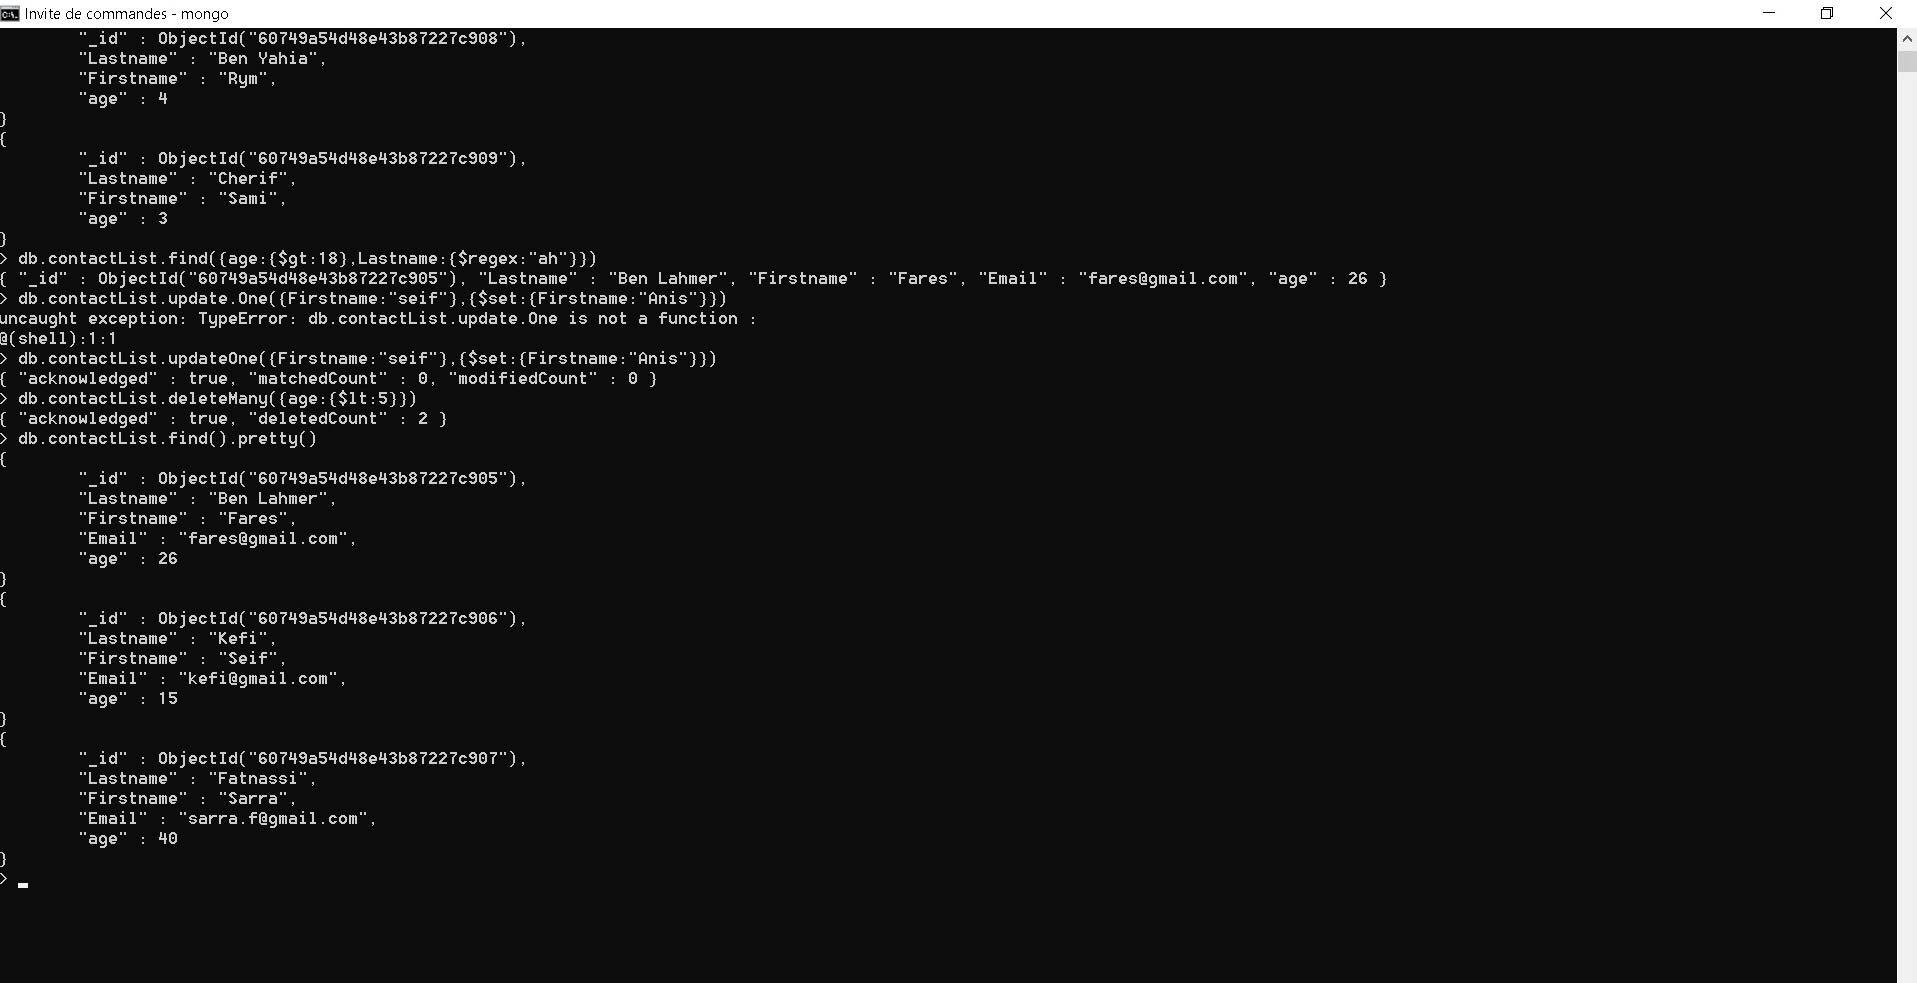 Invite de commandes - mongo
"_id" : ObjectId("60749a54d48e43b87227c908"),
"Lastname" : "Ben Yahia",
"Firstname" : "Rym",
"age" : 4
}
{
"_id" : ObjectId("60749a54d48e43b87227c909"),
"Lastname" : "Cherif",
"Firstname" : "Sami",
"age" : 3
}
> db.contactList.find({age:{$gt:18},Lastname:{$regex:"ah"}})
{ "_id" : ObjectId("60749a54d48e43b87227c905"), "Lastname" : "Ben Lahmer", "Firstname" : "Fares", "Email" : "fares@gmail.com", "age" : 26 }
> db.contactList.update.One({Firstname:"seif"},{$set:{Firstname:"Anis"}})
uncaught exception: TypeError: db.contactList.update.One is not a function :
@(shell):1:1
> db.contactList.updateOne({Firstname:"seif"},{$set:{Firstname:"Anis"}})
{ "acknowledged" : true, "matchedCount" : 0, "modifiedCount" : 0 }
> db.contactList.deleteMany({age:{$lt:5}})
{ "acknowledged" : true, "deletedCount" : 2 }
> db.contactList.find().pretty()
{
"_id" : ObjectId("60749a54d48e43b87227c905"),
"Lastname" : "Ben Lahmer",
"Firstname" : "Fares",
"Email" : "fares@gmail.com",
"age" : 26
}
{
"_id" : ObjectId("60749a54d48e43b87227c906"),
"Lastname" : "Kefi",
"Firstname" : "Seif",
"Email" : "kefi@gmail.com",
"age" : 15
}
{
"_id" : ObjectId("60749a54d48e43b87227c907"),
"Lastname" : "Fatnassi",
"Firstname" : "Sarra",
"Email" : "sarra.f@gmail.com",
"age" : 40
}
>